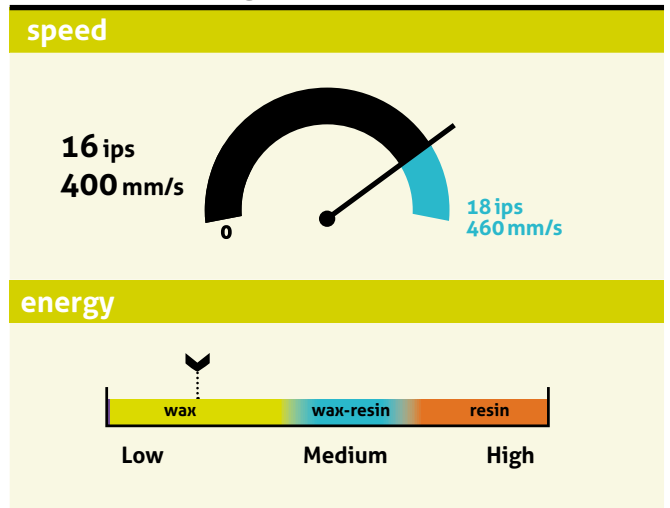 speed
16 ips
400 mm/s
0
18 ips
460 mm/s
energy
wax wax-resin resin
Low Medium High